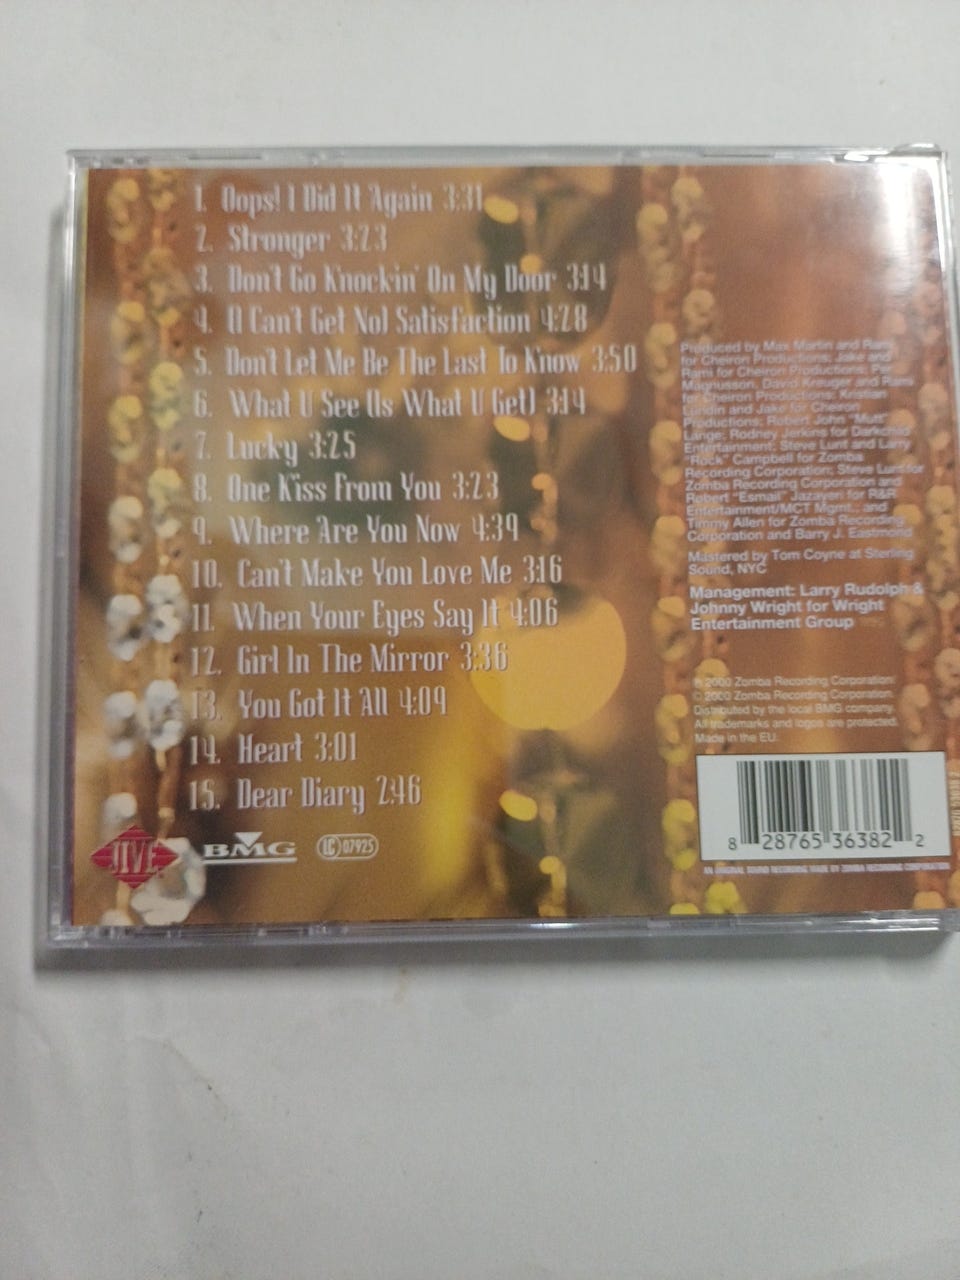 1. Oops! I Did It Again 3:31
2. Stronger 3:23
3. Don't Go Knockin' On My Door 3:14
4. (I Can't Get No) Satisfaction 4:28
5. Don't Let Me Be The Last To Know 3:50
6. What U See (Is What U Get) 3:14
7. Lucky 3:25
8. One Kiss From You 3:23
9. Where Are You Now 4:39
10. Can't Make You Love Me 3:16
11. When Your Eyes Say It 4:06
12. Girl In The Mirror 3:36
13. You Got It All 4:09
14. Heart 3:01
15. Dear Diary 2:46
JIVE
BMG
LC 07925
Produced by Max Martin and Rami
for Cheiron Productions; Jake and
Rami for Cheiron Productions; Per
Magnusson, David Kreuger and Rami
for Cheiron Productions; Kristian
Lundin and Jake for Cheiron
Productions; Robert John "Mutt"
Lange; Rodney Jerkins for Darkchild
Entertainment; Steve Lunt and Larry
"Rock" Campbell for Zomba
Recording Corporation; Steve Lunt for
Zomba Recording Corporation and
Robert "Esmail" Jazayeri for R&R
Entertainment/MCT Mgmt., and
Timmy Allen for Zomba Recording
Corporation and Barry J. Eastmond
Mastered by Tom Coyne at Sterling
Sound, NYC
Management: Larry Rudolph &
Johnny Wright for Wright
Entertainment Group
℗ 2000 Zomba Recording Corporation.
© 2000 Zomba Recording Corporation.
Distributed by the local BMG company.
All trademarks and logos are protected.
Made in the EU.
8 28765 36382 2
AN ORIGINAL SOUND RECORDING MADE BY ZOMBA RECORDING CORPORATION